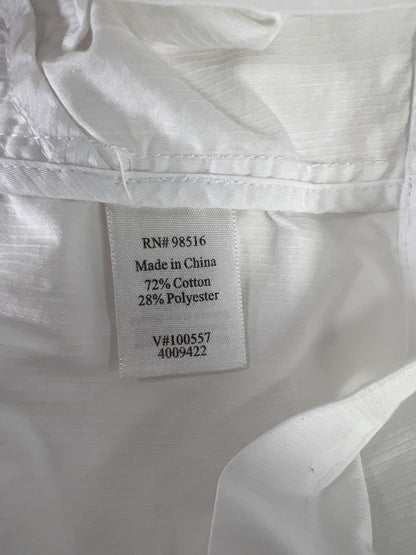 RN# 98516
Made in China
72% Cotton
28% Polyester
V#100557
4009422